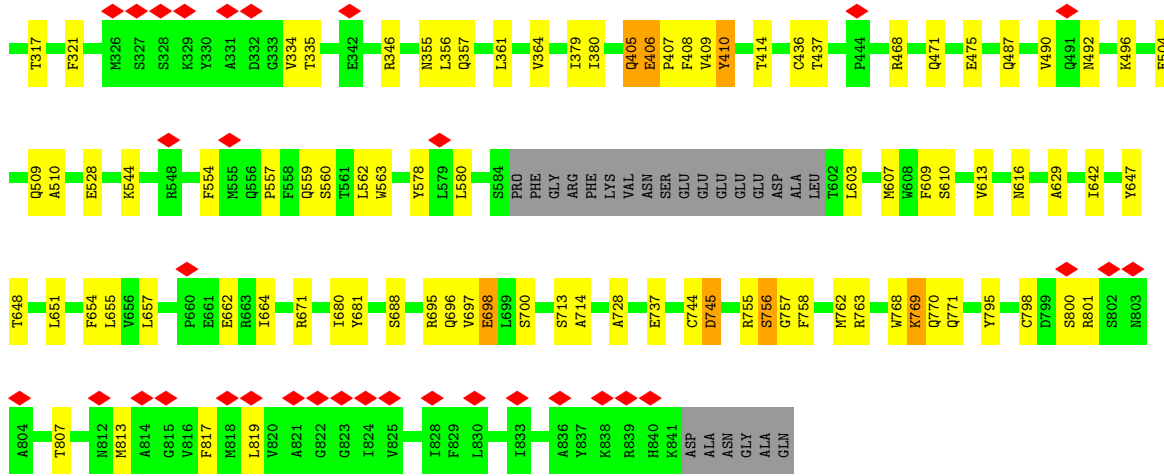 T317 F321 M326 S327 S328 K329 Y330 A331 D332 G333 V334 T335 E342 R346 N355 L356 Q357 L361 V364 I379 I380 Q405 E406 P407 F408 V409 Y410 T414 C436 T437 P444 R468 Q471 E475 Q487 V490 Q491 N492 K496
Q509 A510 E528 K544 R548 F554 M555 Q556 P557 F558 Q559 S560 T561 L562 W563 Y578 L579 L580 S584 PRO PHE GLY ARG PHE LYS VAL ASN SER GLU GLU GLU GLU GLU ASP ALA LEU T602 L603 M607 W608 F609 S610 V613 N616 A629 I642 Y647
T648 L651 F654 L655 V656 L657 P660 E661 E662 R663 I664 R671 I680 Y681 S688 R695 Q696 V697 E698 L699 S700 S713 A714 A728 E737 C744 D745 R755 S756 G757 F758 M762 R763 W768 K769 Q770 Q771 Y795 C798 D799 S800 R801 S802 N803
A804 T807 N812 M813 A814 G815 V816 F817 M818 L819 V820 A821 G822 G823 I824 V825 I828 F829 L830 I833 A836 Y837 K838 R839 H840 K841 ASP ALA ASN GLY ALA GLN